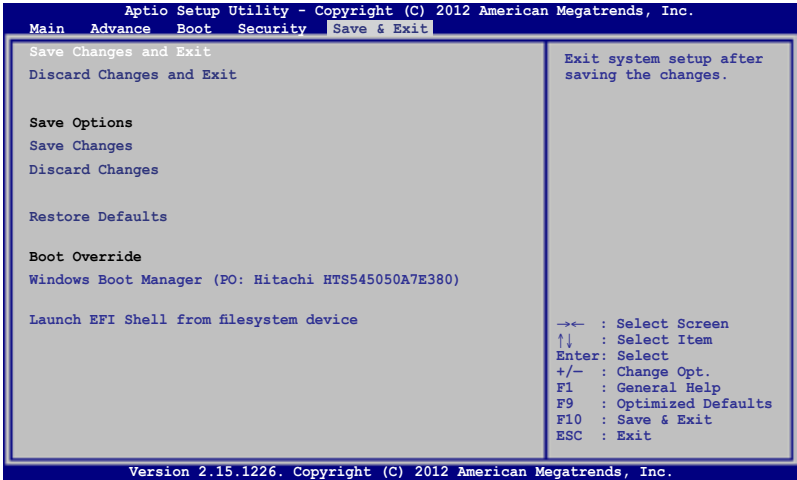 Aptio Setup Utility - Copyright (C) 2012 American Megatrends, Inc.
Main Advance Boot Security Save & Exit
Save Changes and Exit
Discard Changes and Exit
Save Options
Save Changes
Discard Changes
Restore Defaults
Boot Override
Windows Boot Manager (PO: Hitachi HTS545050A7E380)
Launch EFI Shell from filesystem device
Exit system setup after
saving the changes.
→← : Select Screen
↑↓ : Select Item
Enter: Select
+/— : Change Opt.
F1 : General Help
F9 : Optimized Defaults
F10 : Save & Exit
ESC : Exit
Version 2.15.1226. Copyright (C) 2012 American Megatrends, Inc.